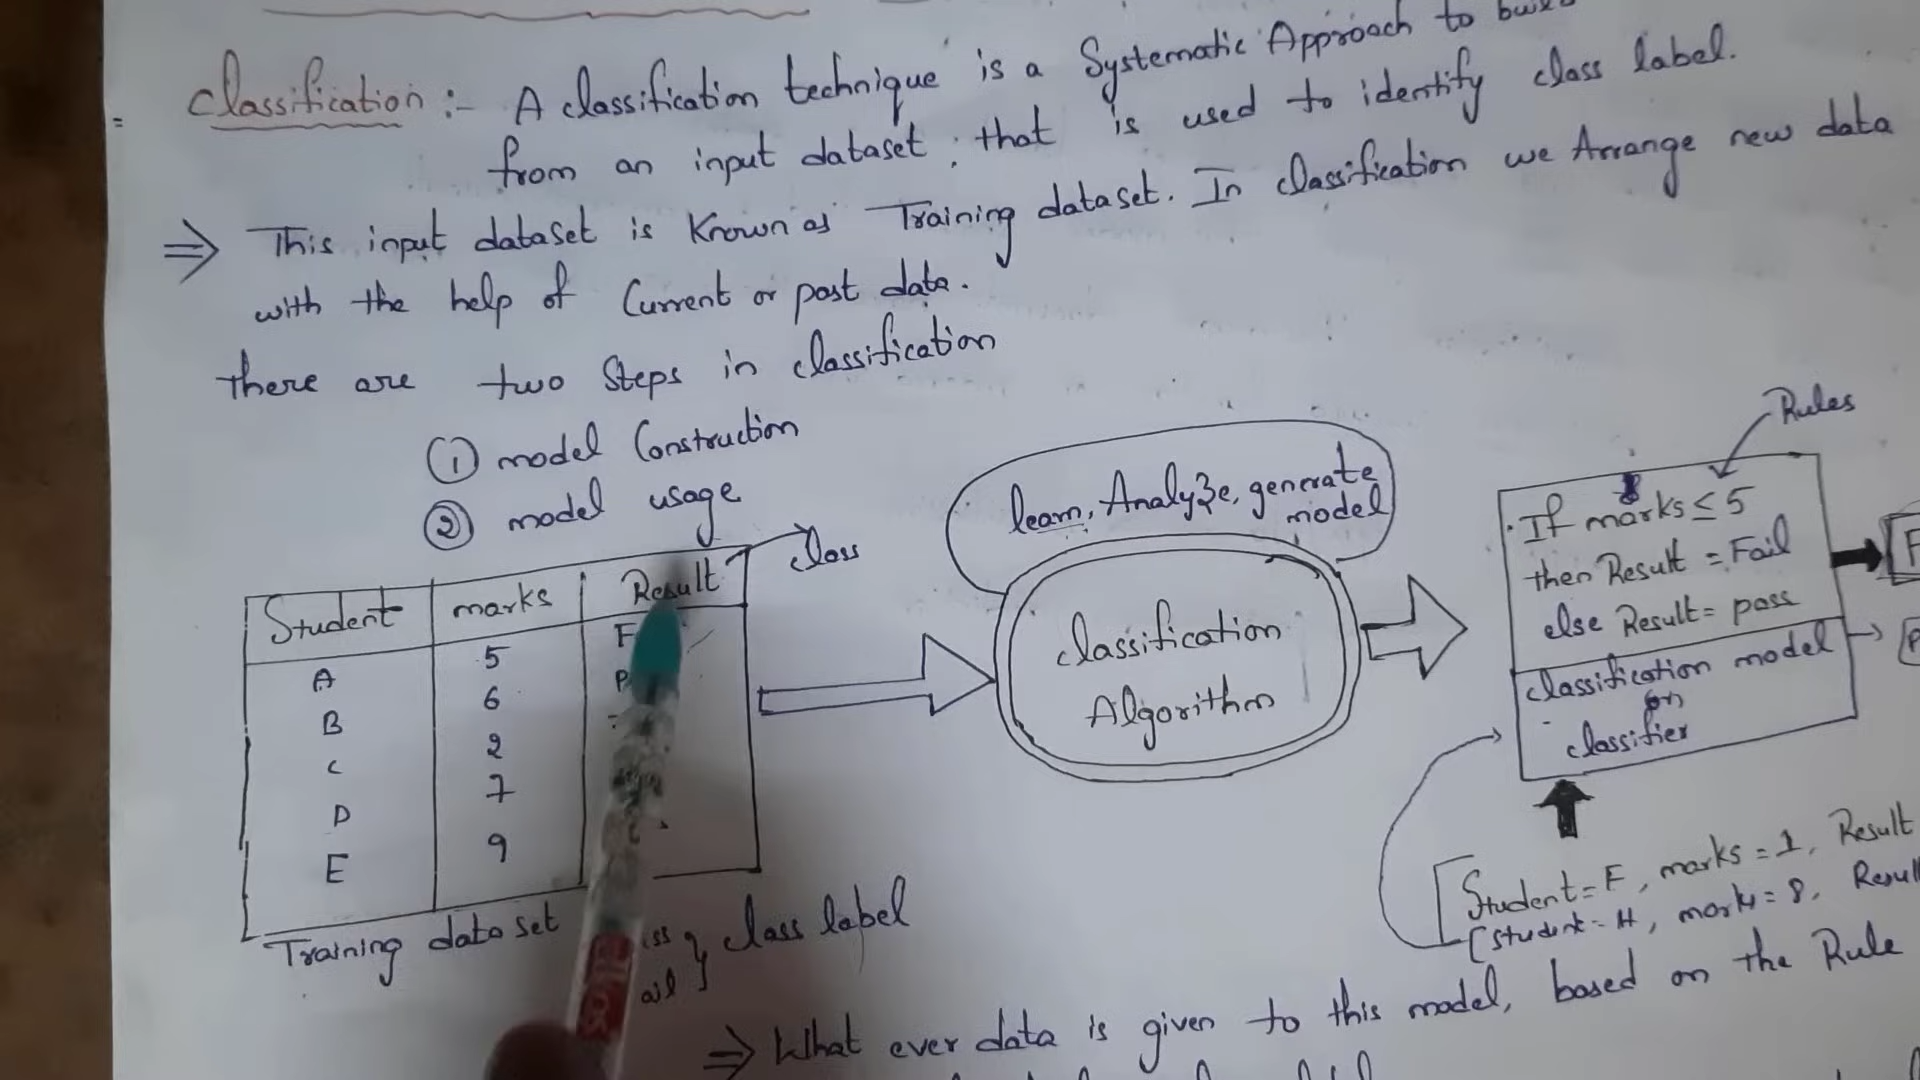 Classification :- A classification technique is a Systematic Approach to
from an input dataset, that is used to identify class label.
⇒ This input dataset is Known as Training dataset. In classification we Arrange new data
with the help of Current or past data.
there are two Steps in classification
① model Construction
② model usage
class
Student marks Result
A 5 F
B 6 P
C 2
D 7
E 9
Training data set
class label
learn, Analyze, generate
model
classification
Algorithm
Rules
If marks ≤ 5
then Result = Fail
else Result = pass
classification model
or
classifier
Student = F, marks = 1, Result
Student = H, mark = 8, Result
⇒ What ever data is given to this model, based on the Rule